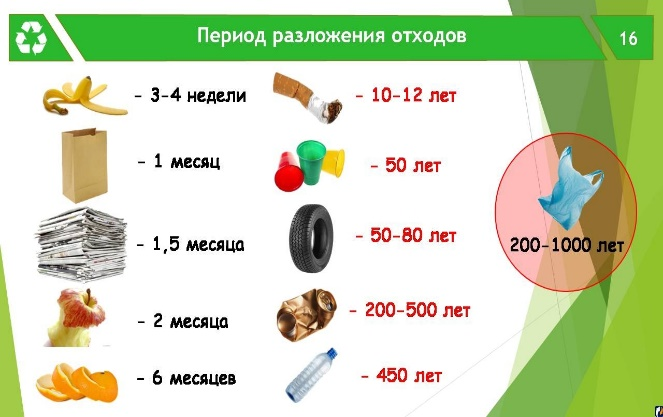 Период разложения отходов
16
- 3-4 недели
- 10-12 лет
- 1 месяц
- 50 лет
- 1,5 месяца
- 50-80 лет
200-1000 лет
- 2 месяца
- 200-500 лет
- 6 месяцев
- 450 лет